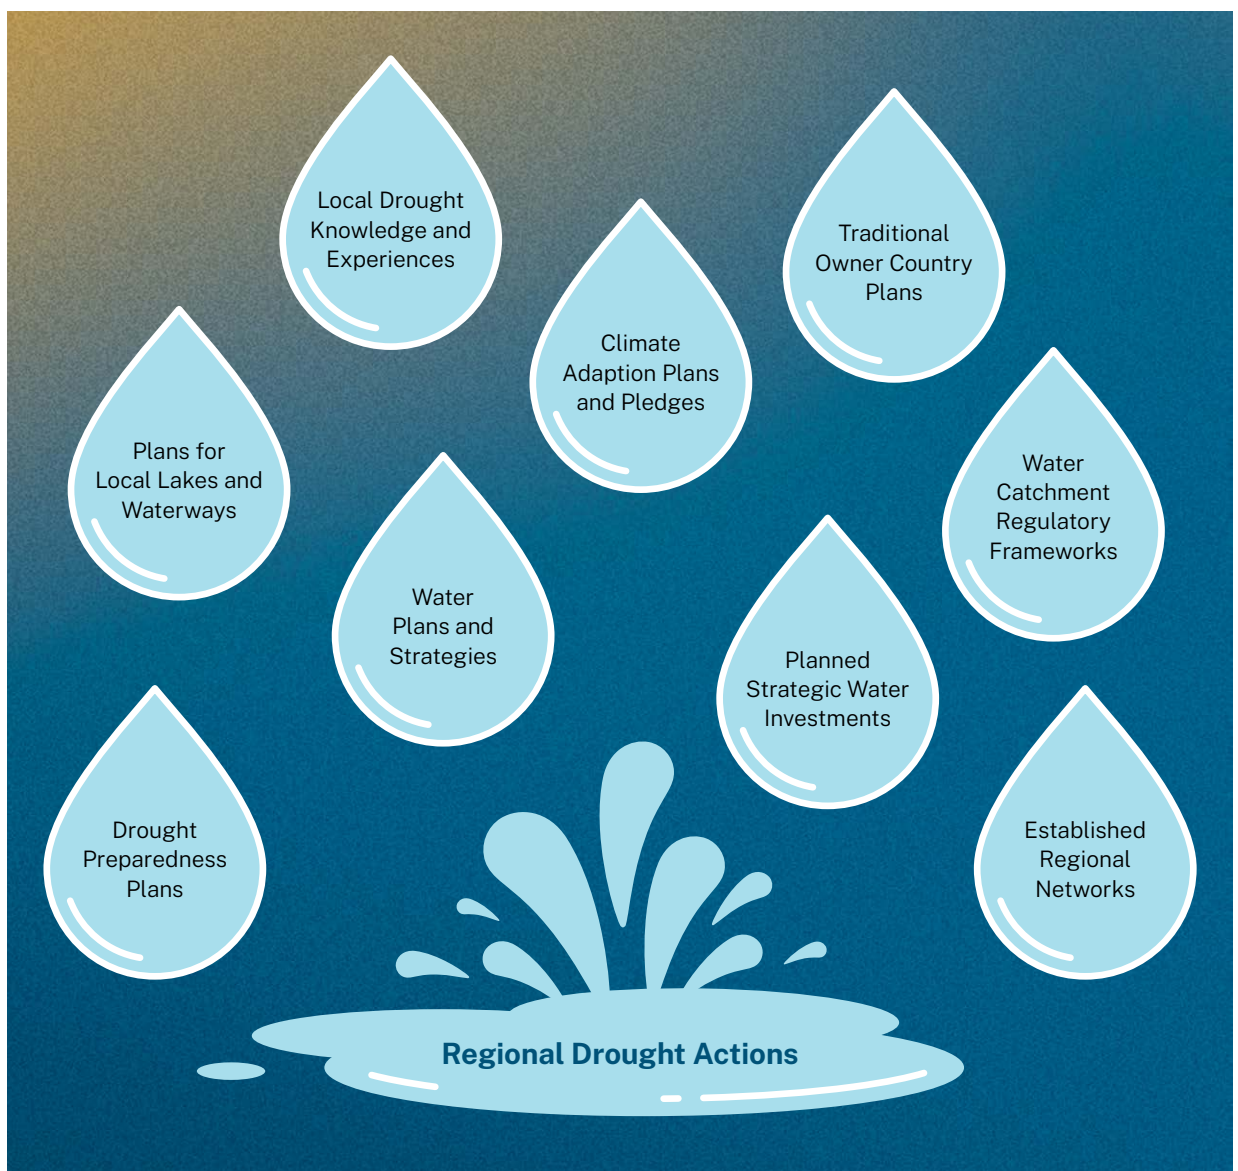 Local Drought
Knowledge and
Experiences
Traditional
Owner Country
Plans
Climate
Adaption Plans
and Pledges
Plans for
Local Lakes and
Waterways
Water
Catchment
Regulatory
Frameworks
Water
Plans and
Strategies
Planned
Strategic Water
Investments
Drought
Preparedness
Plans
Established
Regional
Networks
Regional Drought Actions